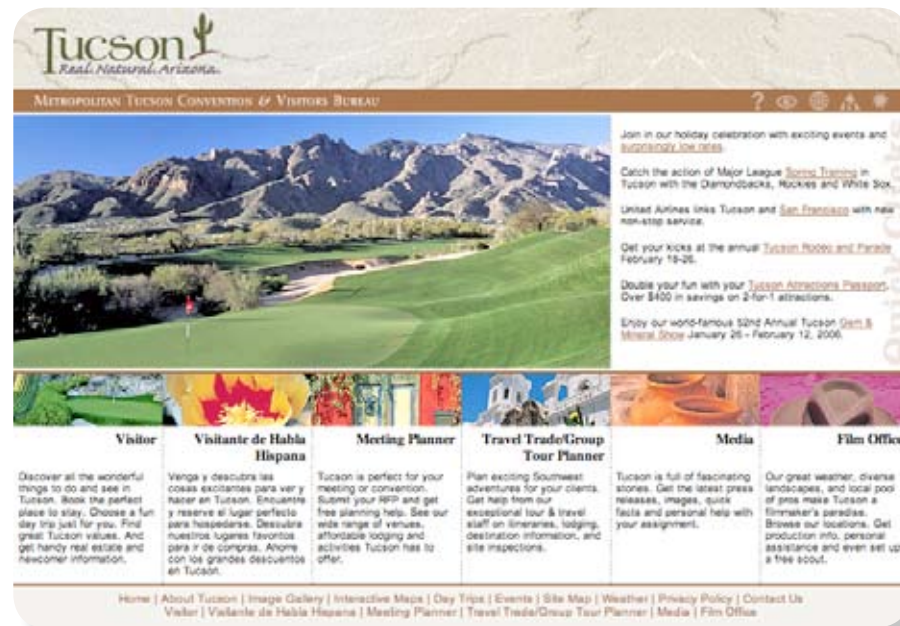 Tucson
Real. Natural. Arizona.
Metropolitan Tucson Convention & Visitors Bureau
?
Join in our holiday celebration with exciting events and
surprisingly low rates.
Catch the action of Major League Spring Training in
Tucson with the Diamondbacks, Rockies and White Sox.
United Airlines links Tucson and San Francisco with new
non-stop service.
Get your kicks at the annual Tucson Rodeo and Parade
February 18-26.
Double your fun with your Tucson Attractions Passport.
Over $400 in savings on 2-for-1 attractions.
Enjoy our world-famous 52nd Annual Tucson Gem &
Mineral Show January 26 - February 12, 2006.
Quick Clicks
Visitor
Discover all the wonderful
things to do and see in
Tucson. Book the perfect
place to stay. Choose a fun
day trip just for you. Find
great Tucson values. And
get handy real estate and
newcomer information.
Visitante de Habla
Hispana
Venga y descubra las
cosas excitantes para ver y
hacer en Tucson. Encuentre
y reserve el lugar perfecto
para hospedarse. Descubra
nuestros lugares favoritos
para ir de compras. Ahorre
con los grandes descuentos
en Tucson.
Meeting Planner
Tucson is perfect for your
meeting or convention.
Submit your RFP and get
free planning help. See our
wide range of venues,
affordable lodging and
activities Tucson has to
offer.
Travel Trade/Group
Tour Planner
Plan exciting Southwest
adventures for your clients.
Get help from our
exceptional tour & travel
staff on itineraries, lodging,
destination information, and
site inspections.
Media
Tucson is full of fascinating
stories. Get the latest press
releases, images, quick
facts and personal help with
your assignment.
Film Office
Our great weather, diverse
landscapes, and local pool
of pros make Tucson a
filmmaker's paradise.
Browse our locations. Get
production info, personal
assistance and even set up
a free scout.
Home | About Tucson | Image Gallery | Interactive Maps | Day Trips | Events | Site Map | Weather | Privacy Policy | Contact Us
Visitor | Visitante de Habla Hispana | Meeting Planner | Travel Trade/Group Tour Planner | Media | Film Office